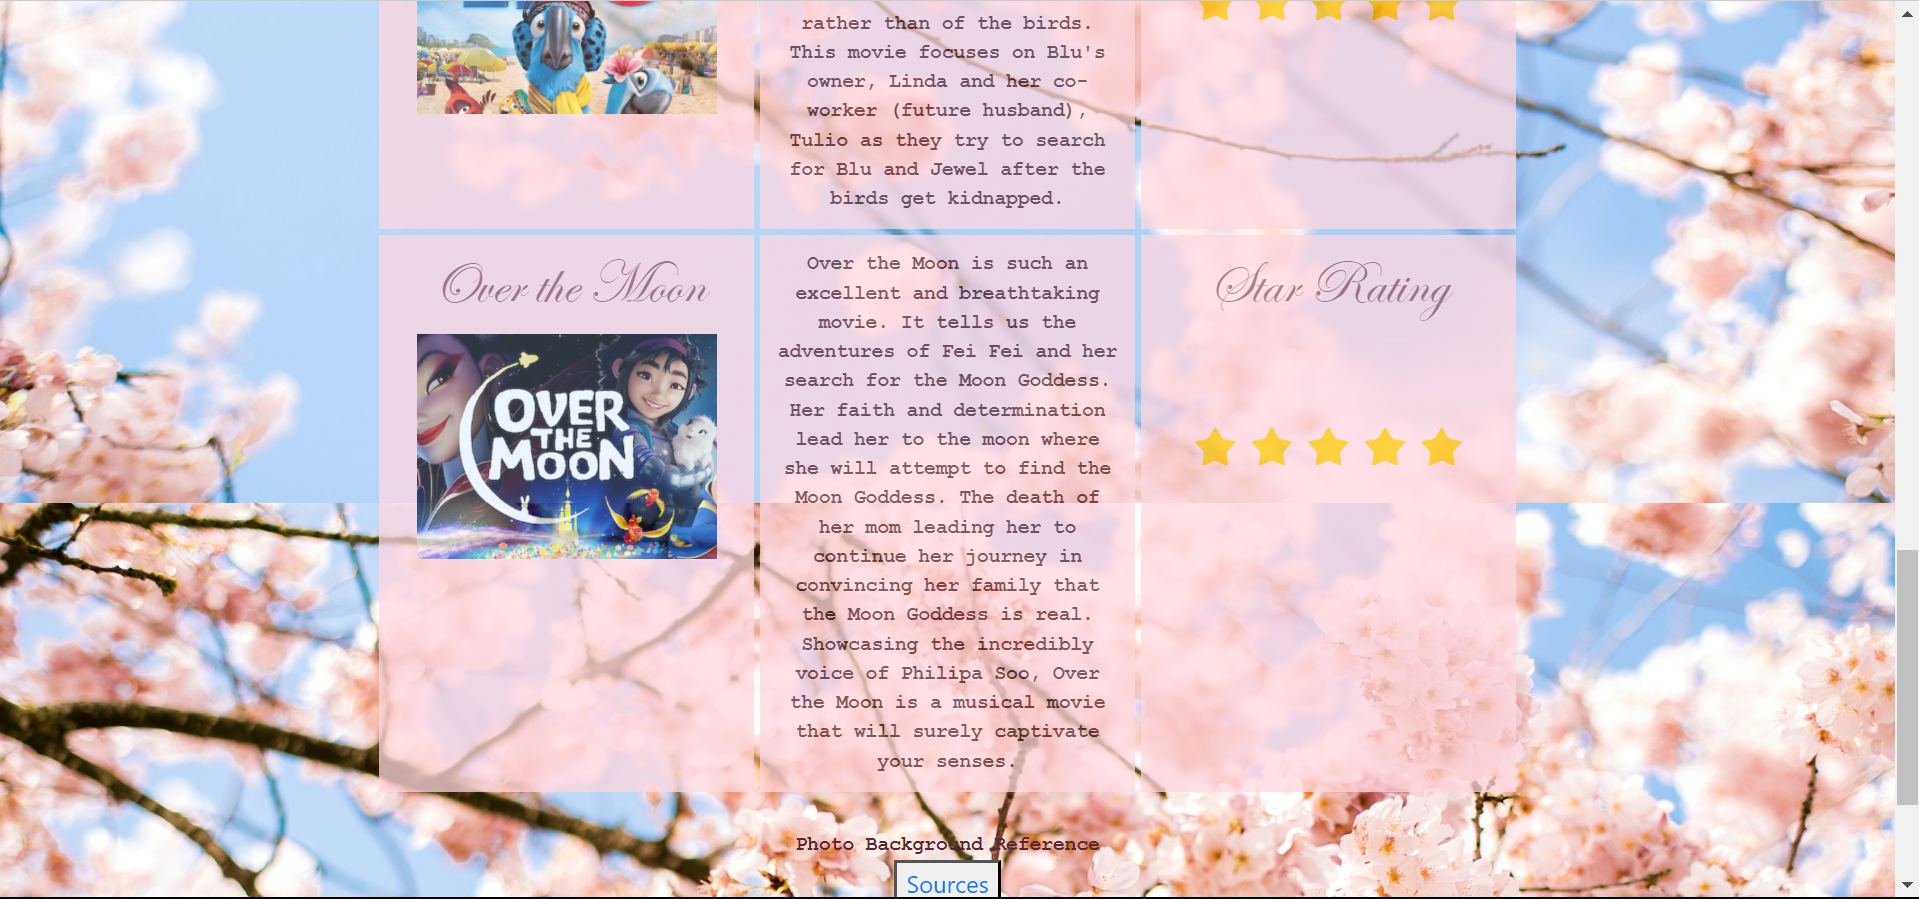 rather than of the birds.
This movie focuses on Blu's
owner, Linda and her co-
worker (future husband),
Tulio as they try to search
for Blu and Jewel after the
birds get kidnapped.
Over the Moon
OVER
THE
MOON
Over the Moon is such an
excellent and breathtaking
movie. It tells us the
adventures of Fei Fei and her
search for the Moon Goddess.
Her faith and determination
lead her to the moon where
she will attempt to find the
Moon Goddess. The death of
her mom leading her to
continue her journey in
convincing her family that
the Moon Goddess is real.
Showcasing the incredibly
voice of Philipa Soo, Over
the Moon is a musical movie
that will surely captivate
your senses.
Star Rating
Photo Background Reference
Sources